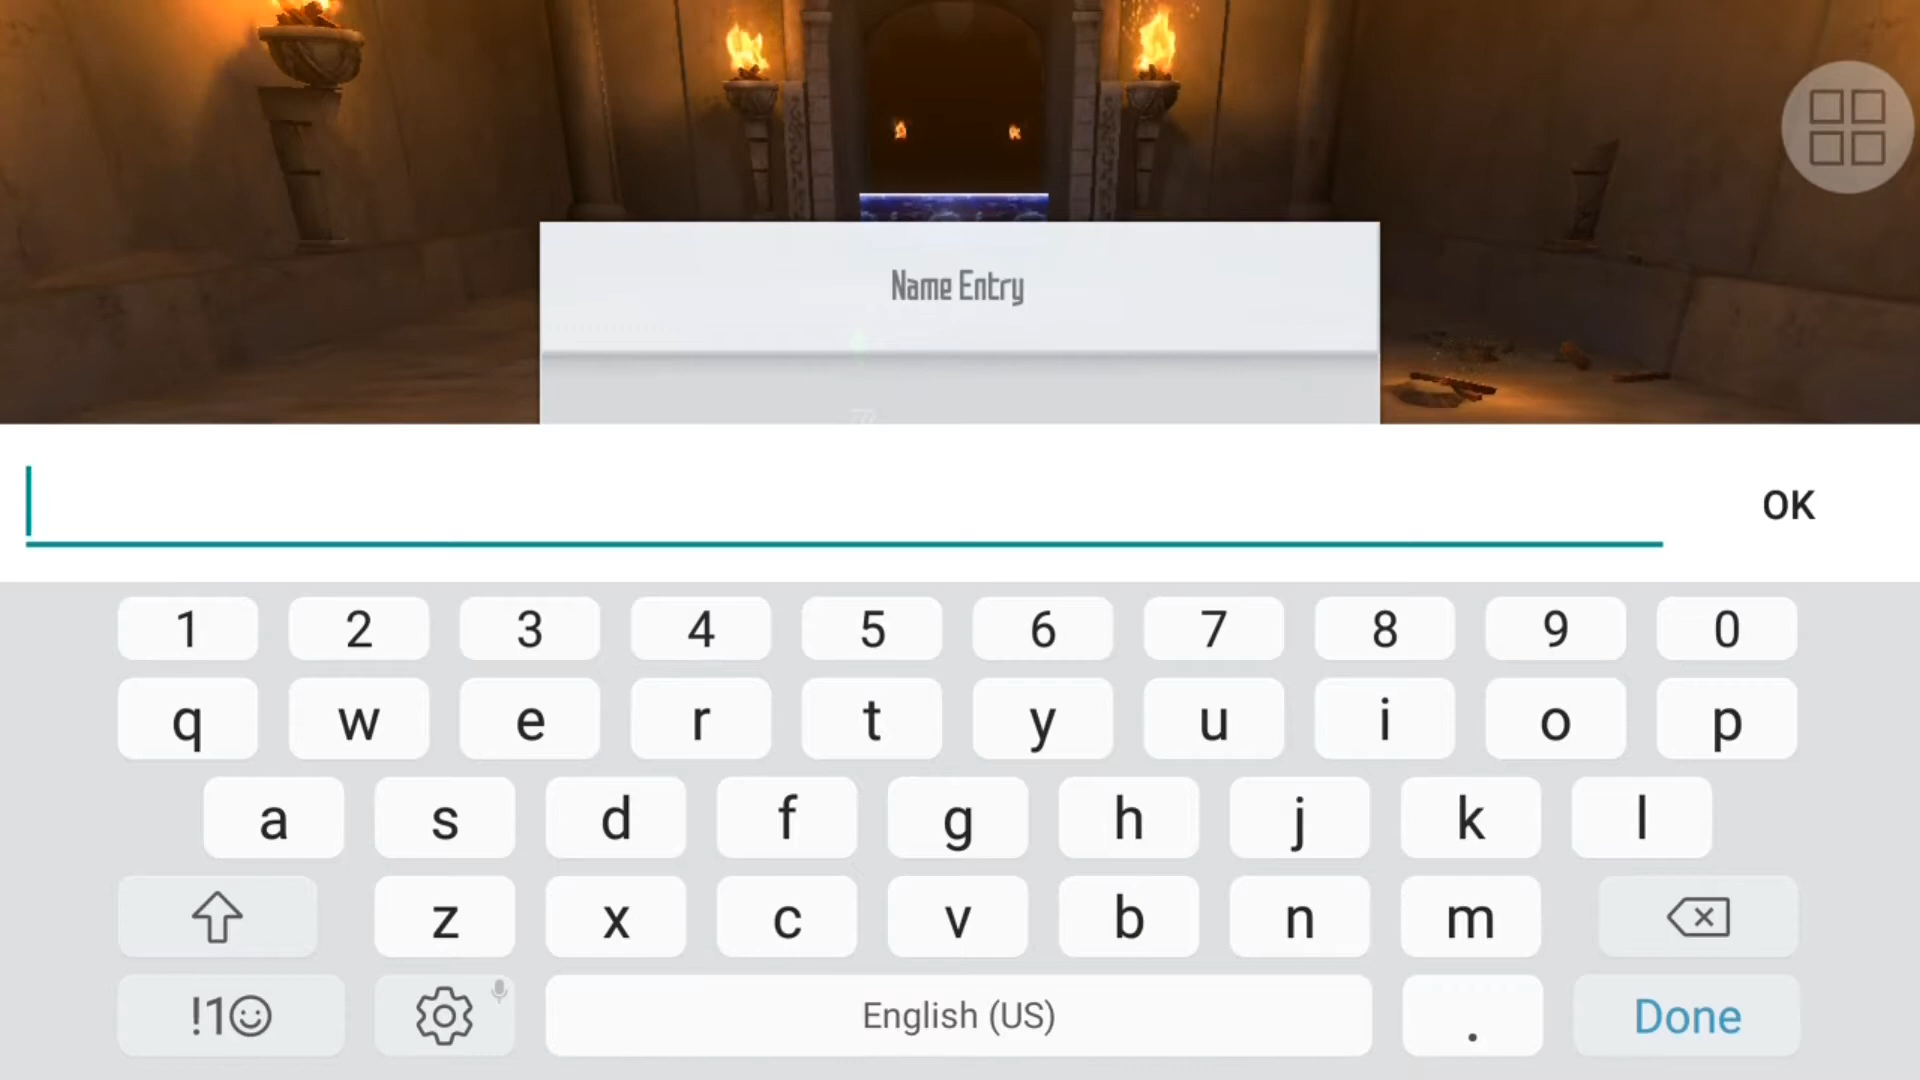 Name Entry
OK
1 2 3 4 5 6 7 8 9 0
q w e r t y u i o p
a s d f g h j k l
z x c v b n m
!1☺ English (US) . Done